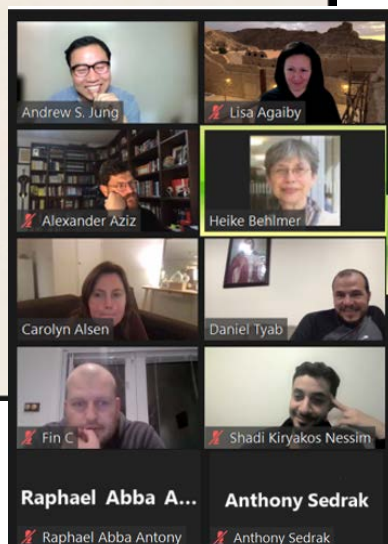 Andrew S. Jung
Lisa Agaiby
Alexander Aziz
Heike Behlmer
Carolyn Alsen
Daniel Tyab
Fin C
Shadi Kiryakos Nessim
Raphael Abba A...
Raphael Abba Antony
Anthony Sedrak
Anthony Sedrak